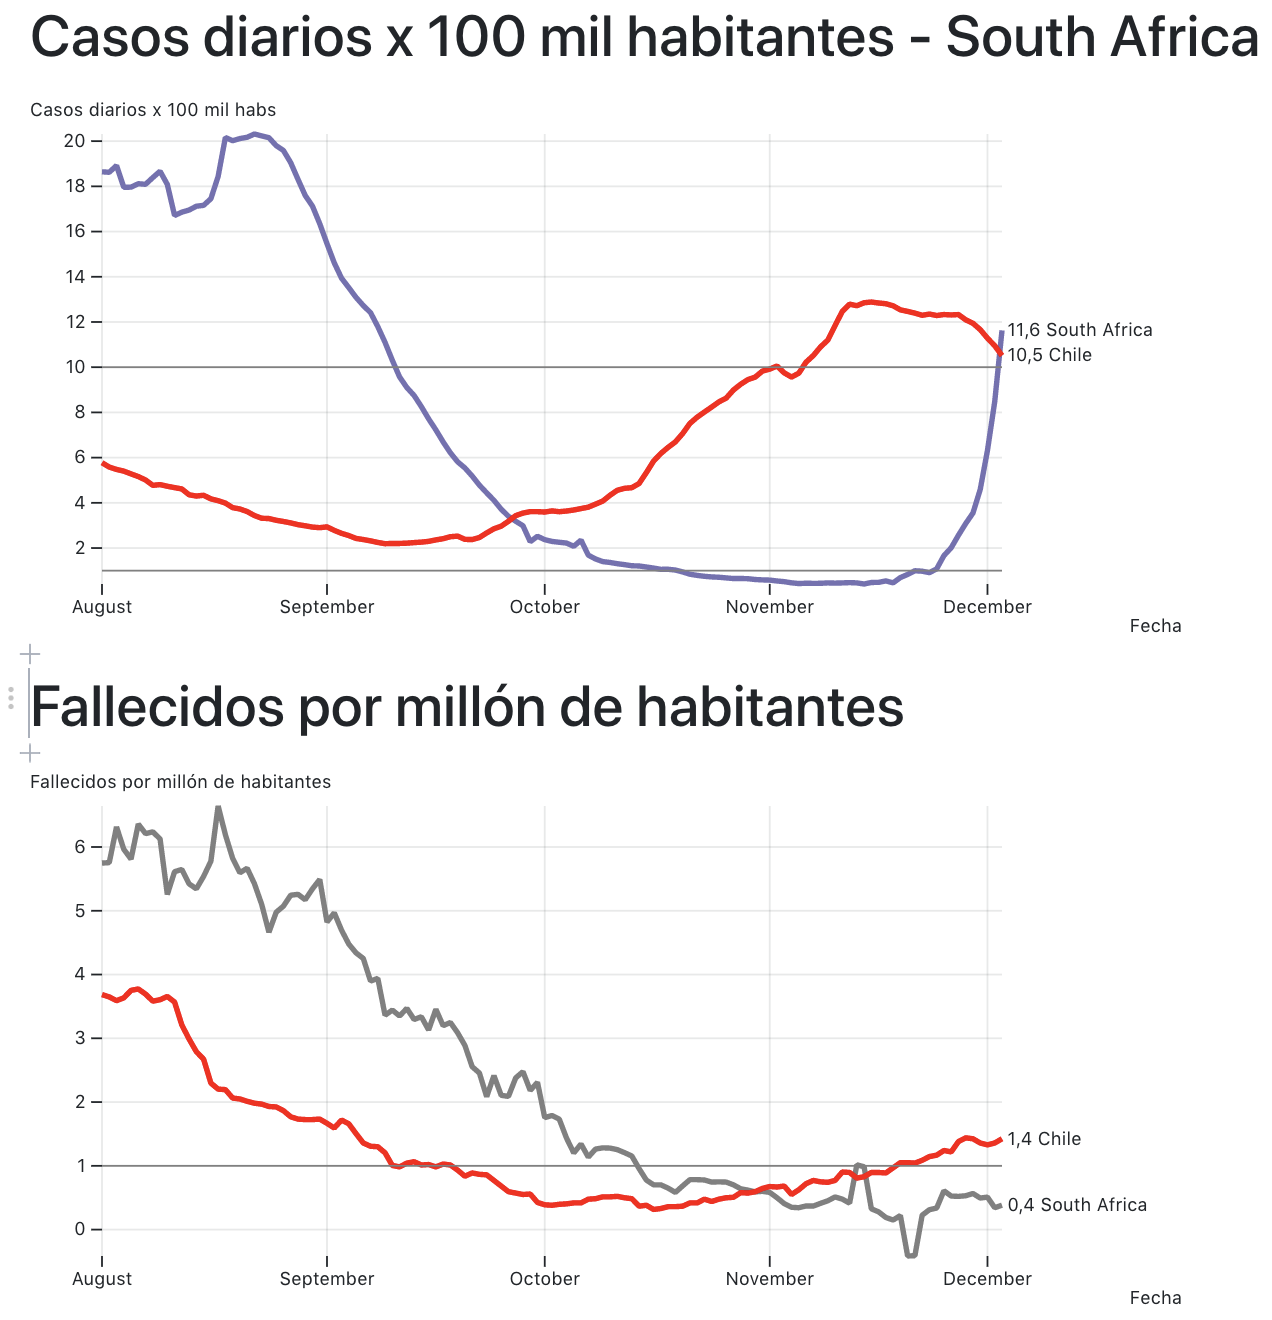 Casos diarios x 100 mil habitantes - South Africa
Casos diarios x 100 mil habs
20
18
16
14
12
10
8
6
4
2
11,6 South Africa
10,5 Chile
August September October November December
Fecha
Fallecidos por millón de habitantes
Fallecidos por millón de habitantes
6
5
4
3
2
1
0
1,4 Chile
0,4 South Africa
August September October November December
Fecha